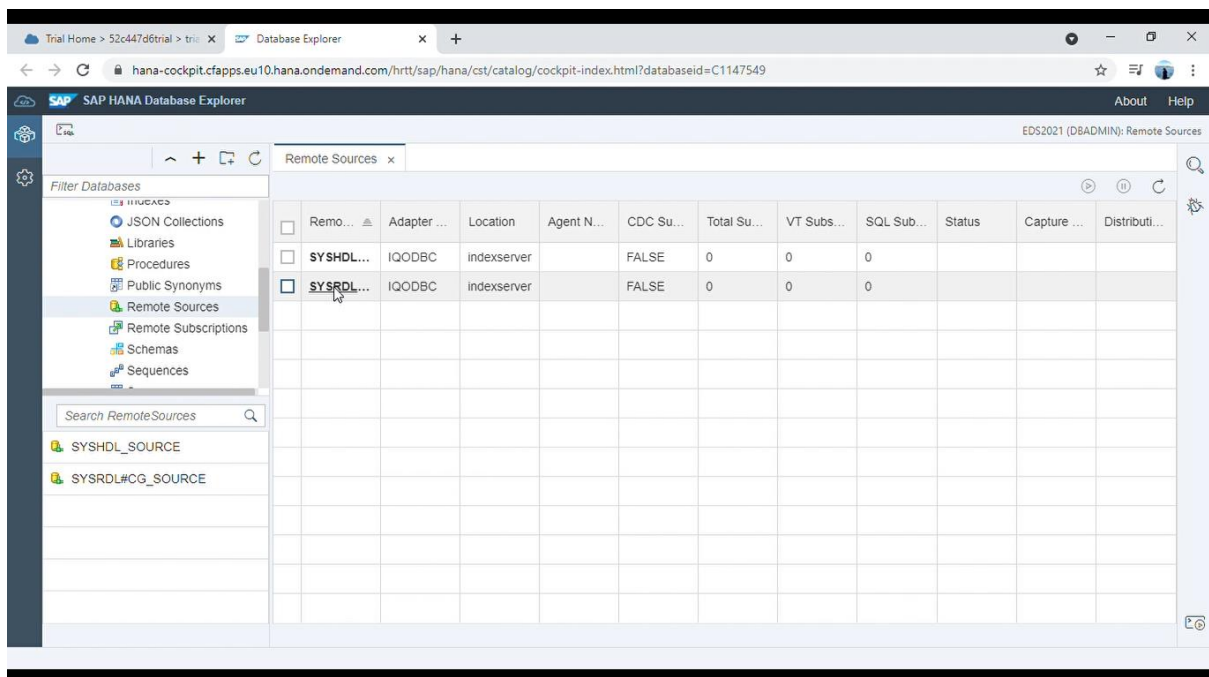 Trial Home > 52c447d6trial > tria
Database Explorer
hana-cockpit.cfapps.eu10.hana.ondemand.com/hrtt/sap/hana/cst/catalog/cockpit-index.html?databaseid=C1147549
SAP SAP HANA Database Explorer
About Help
SQL
EDS2021 (DBADMIN): Remote Sources
Remote Sources
Filter Databases
Indexes
JSON Collections
Libraries
Procedures
Public Synonyms
Remote Sources
Remote Subscriptions
Schemas
Sequences
Search RemoteSources
SYSHDL_SOURCE
SYSRDL#CG_SOURCE
Remo... Adapter ... Location Agent N... CDC Su... Total Su... VT Subs... SQL Sub... Status Capture ... Distributi...
SYSHDL... IQODBC indexserver FALSE 0 0 0
SYSRDL... IQODBC indexserver FALSE 0 0 0